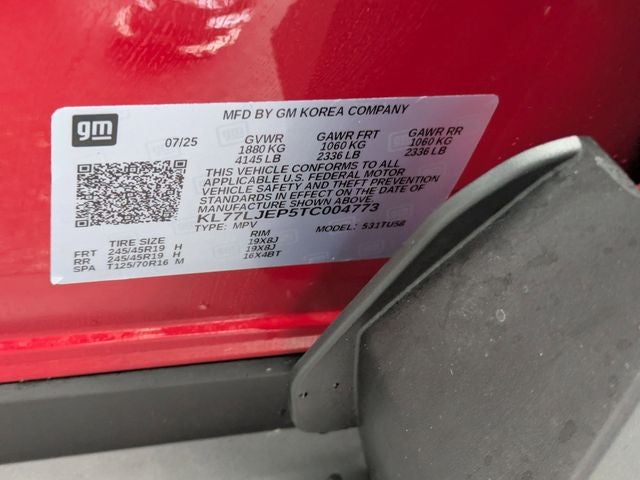 gm
MFD BY GM KOREA COMPANY
07/25 GVWR GAWR FRT GAWR RR
1880 KG 1060 KG 1060 KG
4145 LB 2336 LB 2336 LB
THIS VEHICLE CONFORMS TO ALL
APPLICABLE U.S. FEDERAL MOTOR
VEHICLE SAFETY AND THEFT PREVENTION
STANDARDS IN EFFECT ON THE DATE OF
MANUFACTURE SHOWN ABOVE.
KL77LJEP5TC004773
TYPE: MPV MODEL: 531TU58
TIRE SIZE RIM
FRT 245/45R19 H 19X8J
RR 245/45R19 H 19X8J
SPA T125/70R16 M 16X4BT